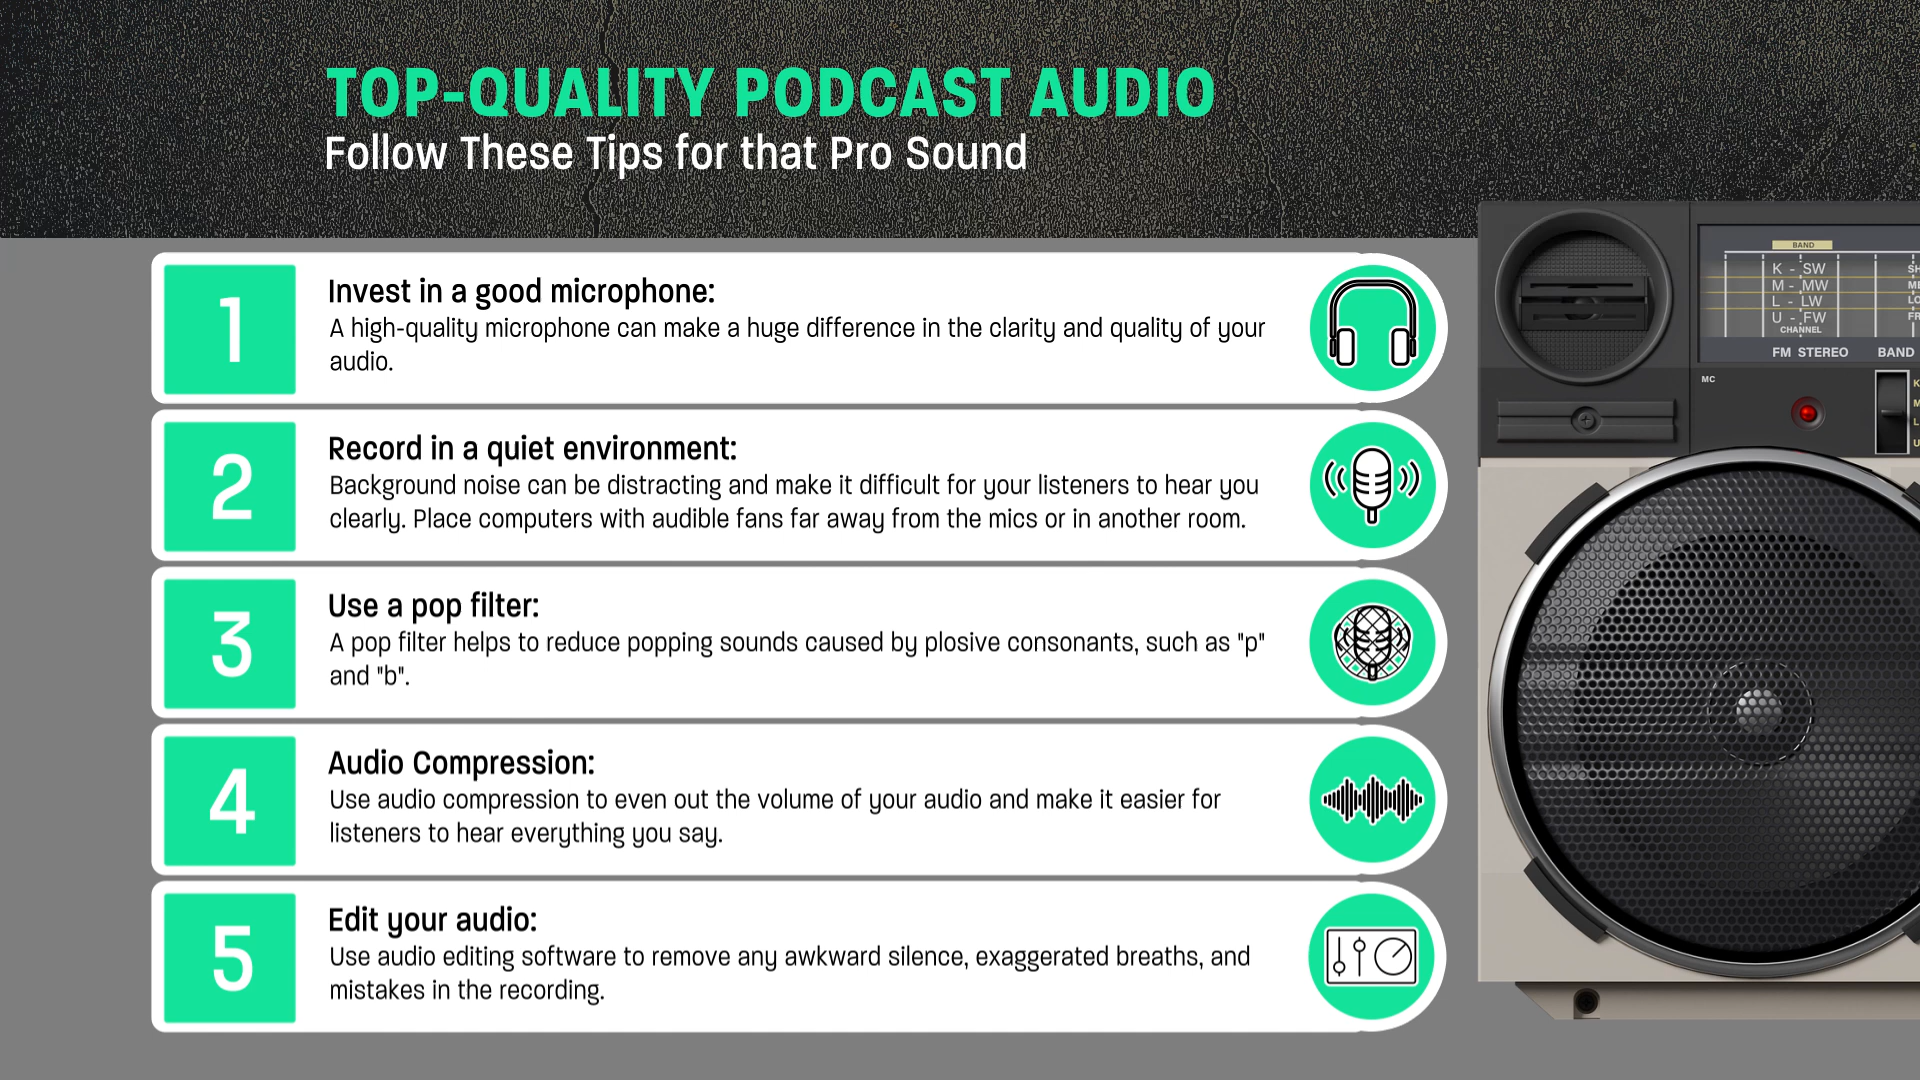 TOP-QUALITY PODCAST AUDIO
Follow These Tips for that Pro Sound
1
Invest in a good microphone:
A high-quality microphone can make a huge difference in the clarity and quality of your
audio.
2
Record in a quiet environment:
Background noise can be distracting and make it difficult for your listeners to hear you
clearly. Place computers with audible fans far away from the mics or in another room.
3
Use a pop filter:
A pop filter helps to reduce popping sounds caused by plosive consonants, such as "p"
and "b".
4
Audio Compression:
Use audio compression to even out the volume of your audio and make it easier for
listeners to hear everything you say.
5
Edit your audio:
Use audio editing software to remove any awkward silence, exaggerated breaths, and
mistakes in the recording.
BAND
K - SW
M - MW
L - LW
U - FW
CHANNEL
FM STEREO BAND
MC